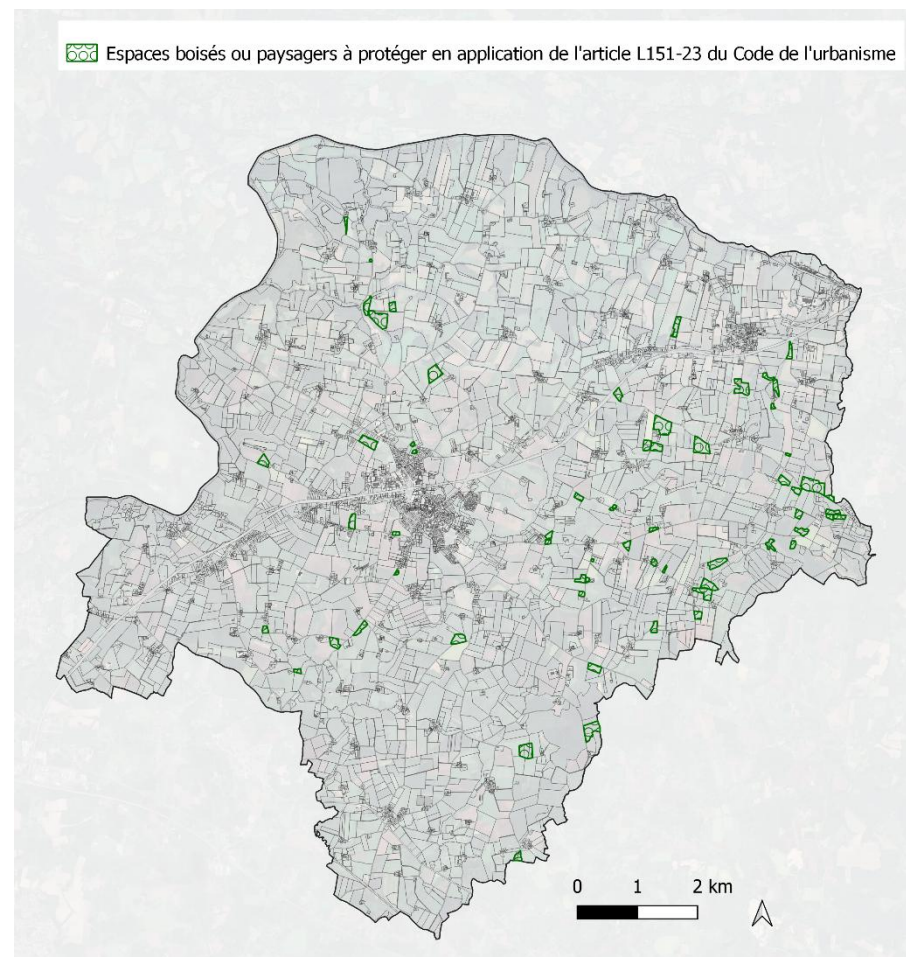 Espaces boisés ou paysagers à protéger en application de l'article L151-23 du Code de l'urbanisme
0 1 2 km